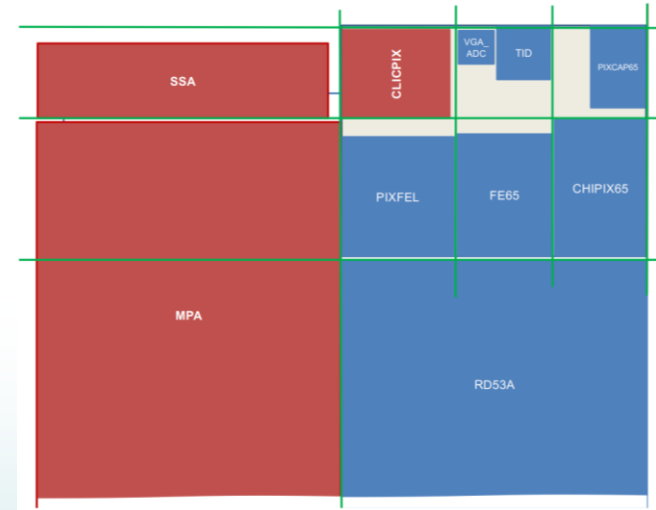 SSA
CLICPIX
VGA_
ADC
TID
PIXCAP65
PIXFEL
FE65
CHIPIX65
MPA
RD53A